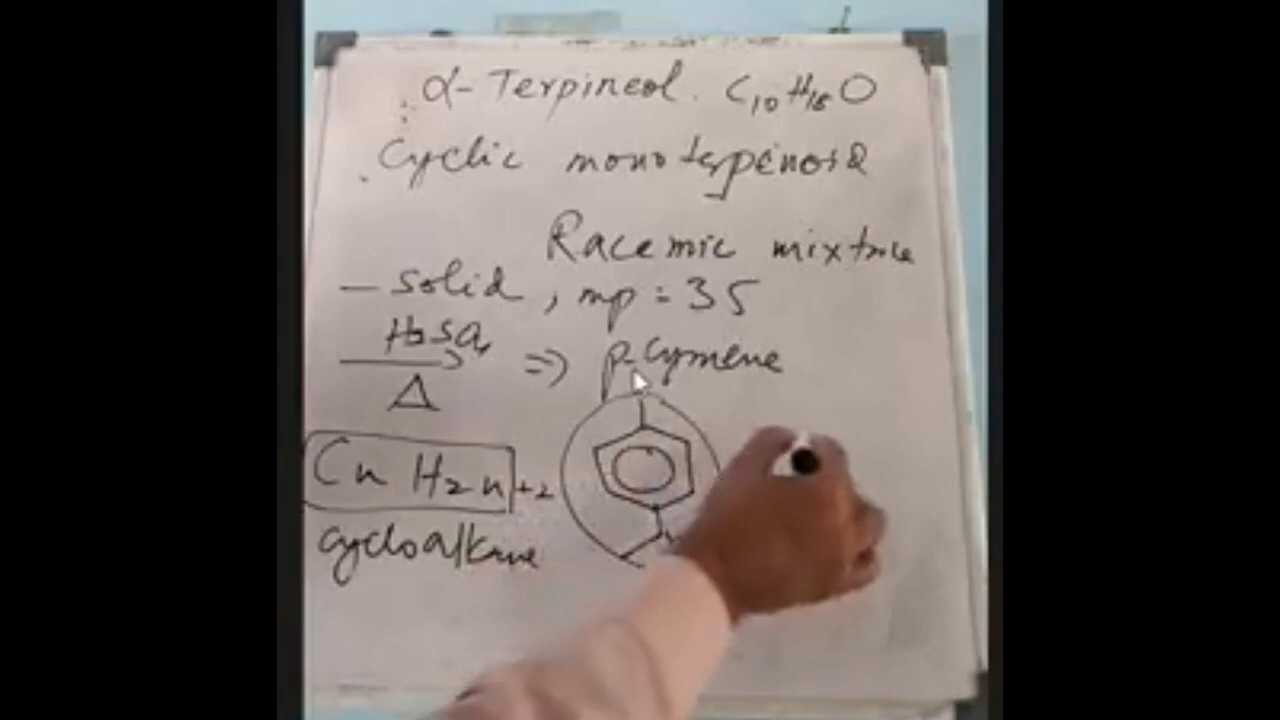 α-Terpineol. C10H18O
Cyclic monoterpenoid
Racemic mixture
— Solid, mp = 35
H2SO4
Δ
⇒ p-Cymene
CnH2n+2
cycloalkane